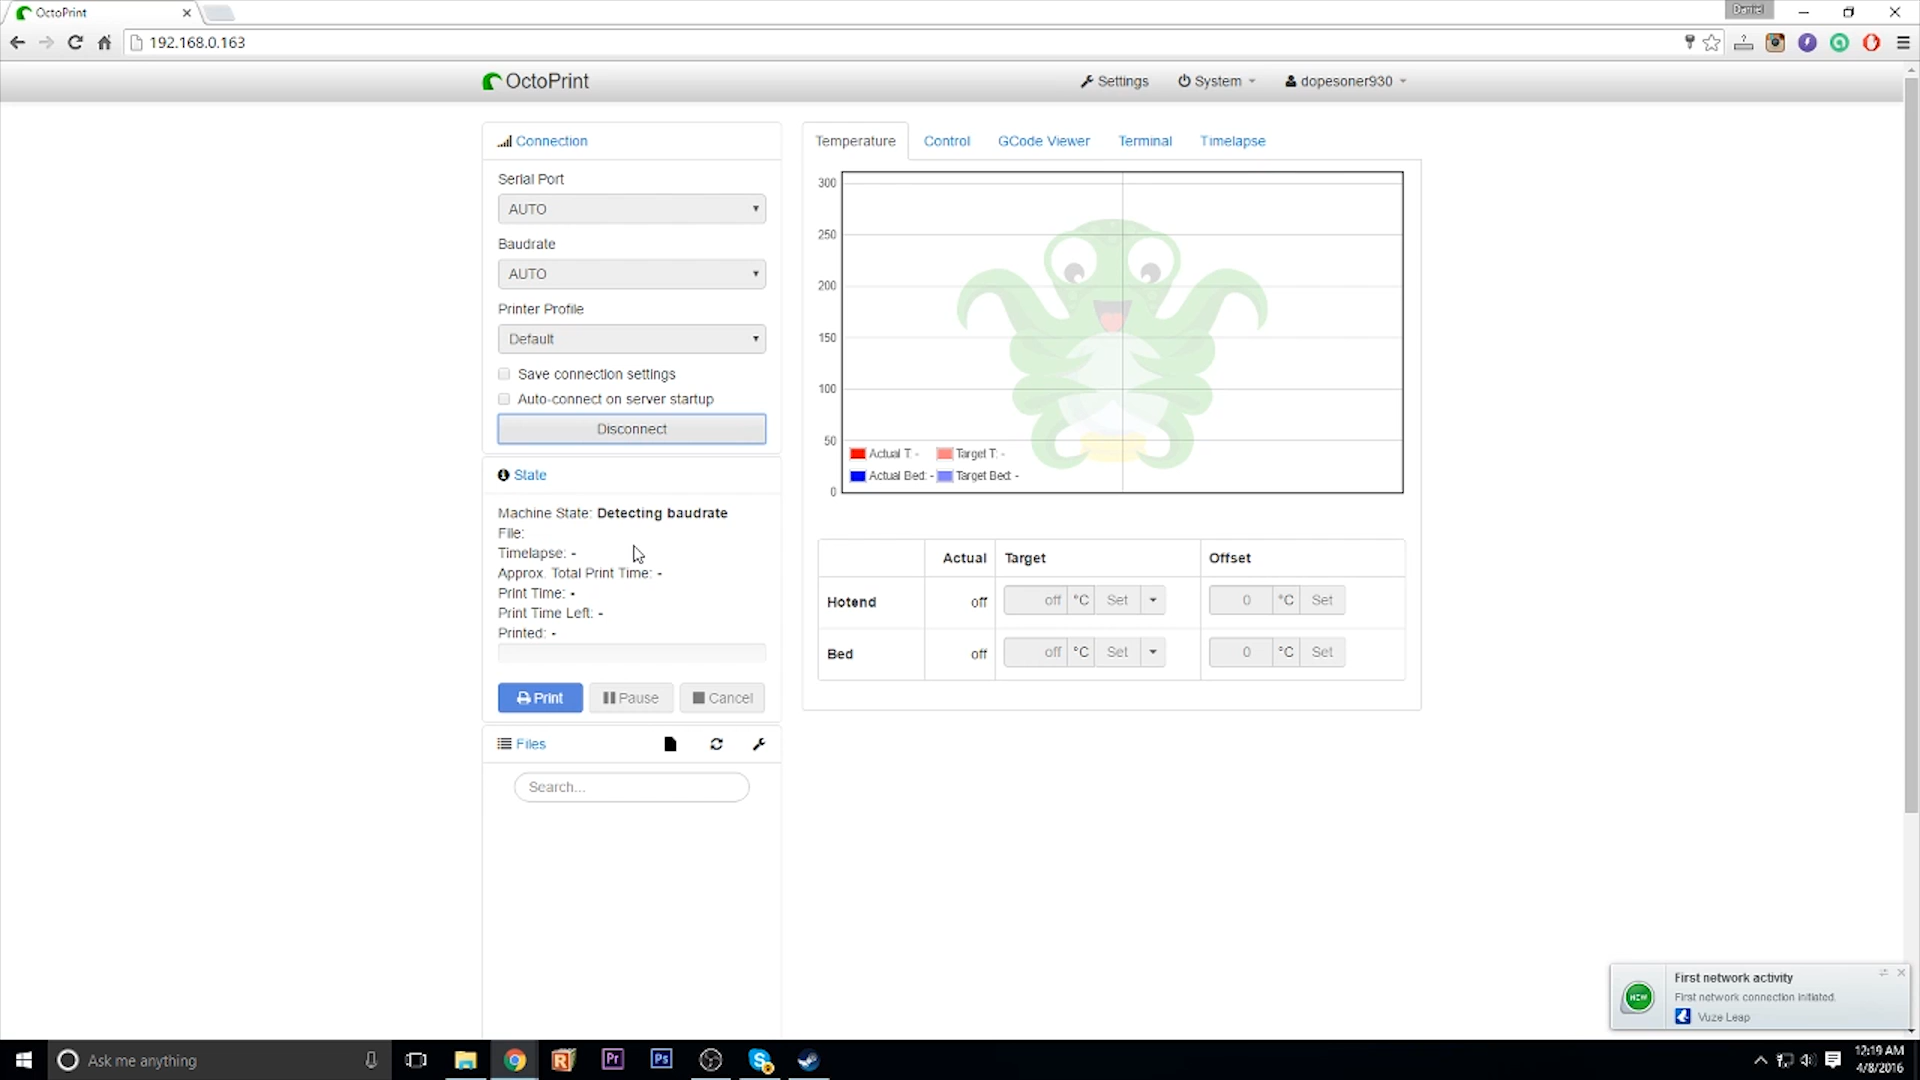 OctoPrint
Daniel
192.168.0.163
OctoPrint
Settings
System
dopesoner930
Connection
Serial Port
AUTO
Baudrate
AUTO
Printer Profile
Default
Save connection settings
Auto-connect on server startup
Disconnect
State
Machine State: Detecting baudrate
File:
Timelapse: -
Approx. Total Print Time: -
Print Time: -
Print Time Left: -
Printed: -
Print
Pause
Cancel
Files
Search...
Temperature
Control
GCode Viewer
Terminal
Timelapse
300
250
200
150
100
50
0
Actual T: - Target T: -
Actual Bed: - Target Bed: -
Actual Target Offset
Hotend off off °C Set 0 °C Set
Bed off off °C Set 0 °C Set
First network activity
First network connection initiated.
NEW
Vuze Leap
Ask me anything
Pr
Ps
12:19 AM
4/8/2016